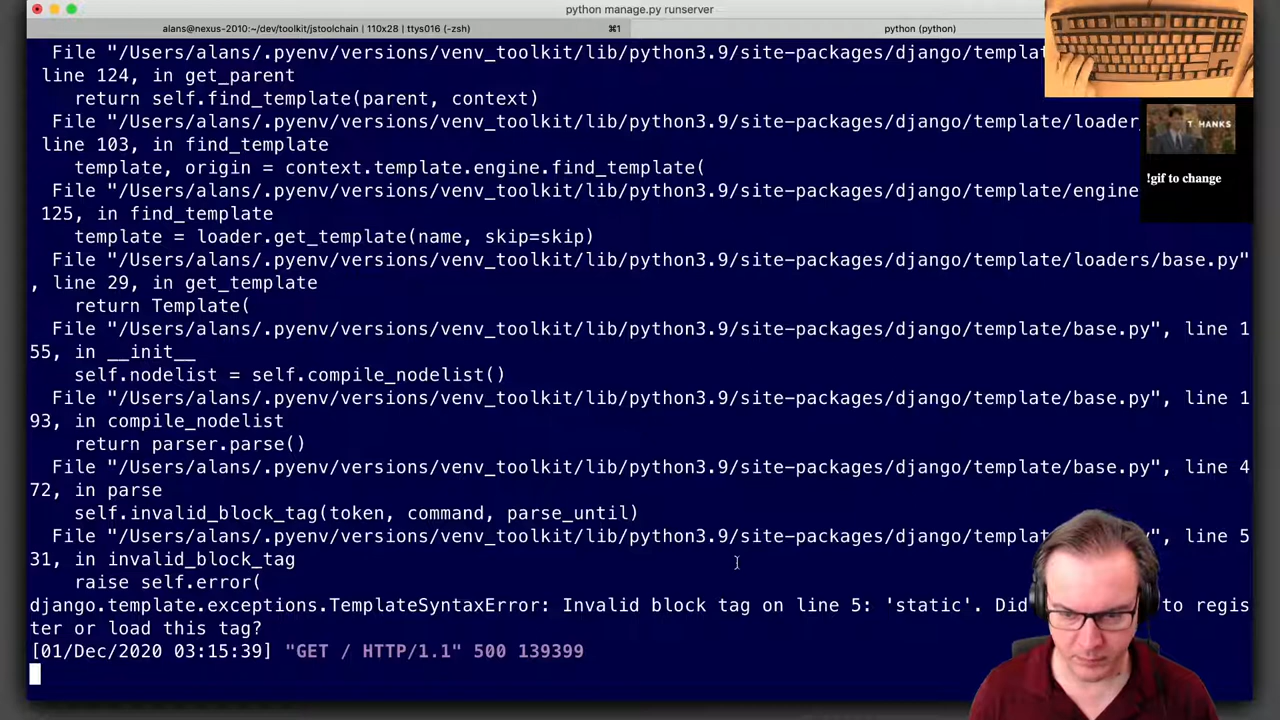 python manage.py runserver
alans@nexus-2010:~/dev/toolkit/jstoolchain | 110x28 | ttys016 (-zsh) ⌘1 python (python)
File "/Users/alans/.pyenv/versions/venv_toolkit/lib/python3.9/site-packages/django/templat
line 124, in get_parent
return self.find_template(parent, context)
File "/Users/alans/.pyenv/versions/venv_toolkit/lib/python3.9/site-packages/django/template/loader
line 103, in find_template
template, origin = context.template.engine.find_template(
File "/Users/alans/.pyenv/versions/venv_toolkit/lib/python3.9/site-packages/django/template/engine
125, in find_template
template = loader.get_template(name, skip=skip)
File "/Users/alans/.pyenv/versions/venv_toolkit/lib/python3.9/site-packages/django/template/loaders/base.py"
, line 29, in get_template
return Template(
File "/Users/alans/.pyenv/versions/venv_toolkit/lib/python3.9/site-packages/django/template/base.py", line 1
55, in __init__
self.nodelist = self.compile_nodelist()
File "/Users/alans/.pyenv/versions/venv_toolkit/lib/python3.9/site-packages/django/template/base.py", line 1
93, in compile_nodelist
return parser.parse()
File "/Users/alans/.pyenv/versions/venv_toolkit/lib/python3.9/site-packages/django/template/base.py", line 4
72, in parse
self.invalid_block_tag(token, command, parse_until)
File "/Users/alans/.pyenv/versions/venv_toolkit/lib/python3.9/site-packages/django/templat y", line 5
31, in invalid_block_tag
raise self.error(
django.template.exceptions.TemplateSyntaxError: Invalid block tag on line 5: 'static'. Did to regis
ter or load this tag?
[01/Dec/2020 03:15:39] "GET / HTTP/1.1" 500 139399
T. HANKS
!gif to change